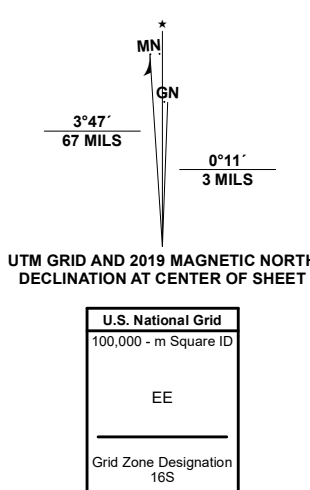 ★
MN
GN
3°47´
67 MILS
0°11´
3 MILS
UTM GRID AND 2019 MAGNETIC NORTH
DECLINATION AT CENTER OF SHEET
U.S. National Grid
100,000 - m Square ID
EE
Grid Zone Designation
16S